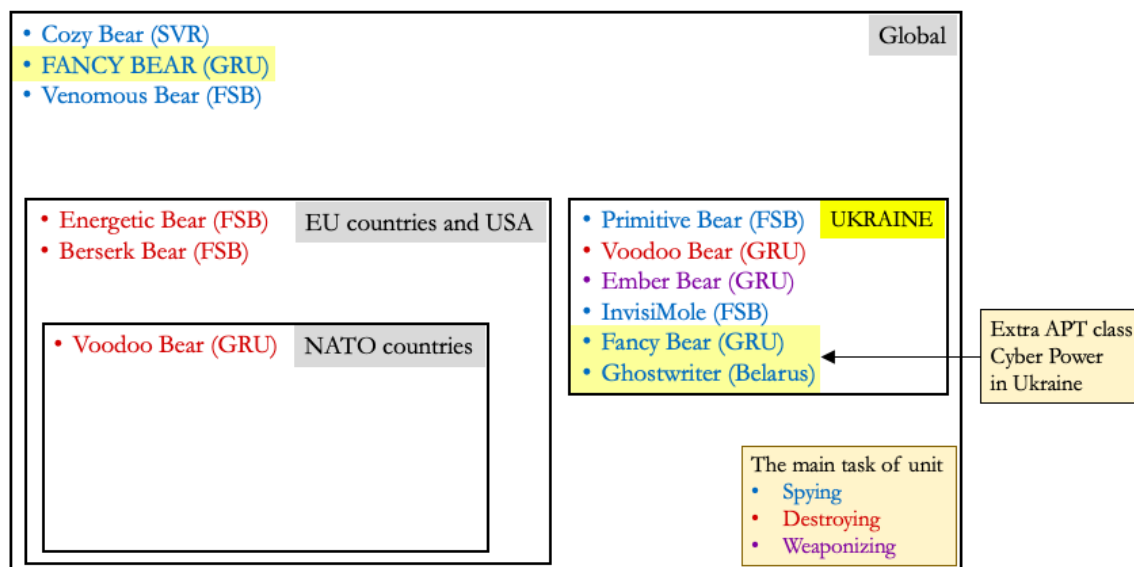 • Cozy Bear (SVR)
• FANCY BEAR (GRU)
• Venomous Bear (FSB)
Global
• Energetic Bear (FSB)
• Berserk Bear (FSB)
EU countries and USA
• Voodoo Bear (GRU)
NATO countries
• Primitive Bear (FSB)
• Voodoo Bear (GRU)
• Ember Bear (GRU)
• InvisiMole (FSB)
• Fancy Bear (GRU)
• Ghostwriter (Belarus)
UKRAINE
Extra APT class
Cyber Power
in Ukraine
The main task of unit
• Spying
• Destroying
• Weaponizing